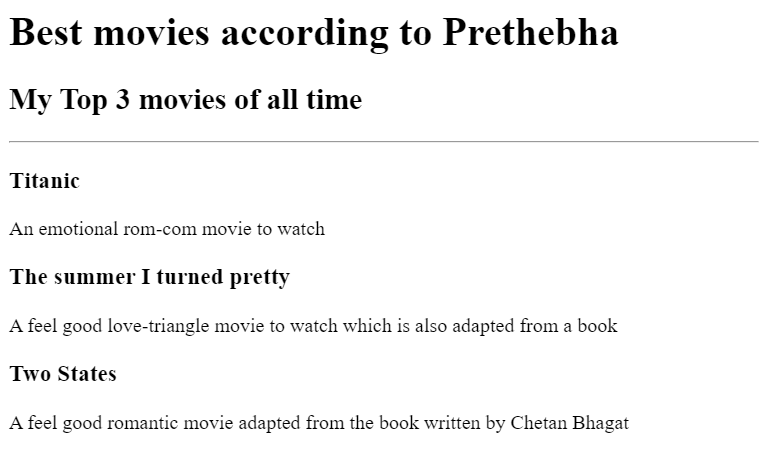 Best movies according to Prethebha
My Top 3 movies of all time
Titanic
An emotional rom-com movie to watch
The summer I turned pretty
A feel good love-triangle movie to watch which is also adapted from a book
Two States
A feel good romantic movie adapted from the book written by Chetan Bhagat